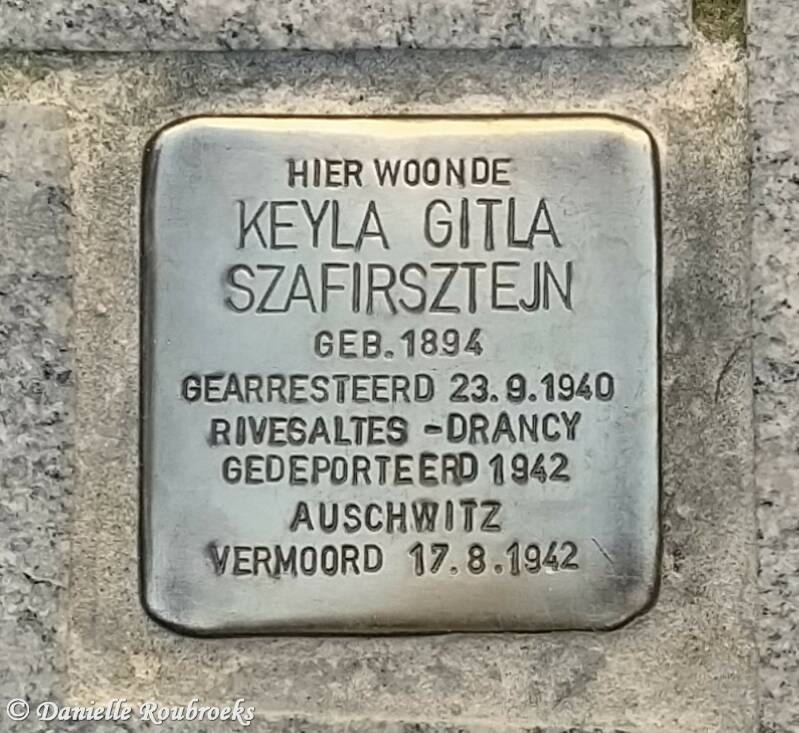 HIER WOONDE
KEYLA GITLA
SZAFIRSZTEJN
GEB. 1894
GEARRESTEERD 23.9.1940
RIVESALTES - DRANCY
GEDEPORTEERD 1942
AUSCHWITZ
VERMOORD 17.8.1942
© Danielle Roubroeks